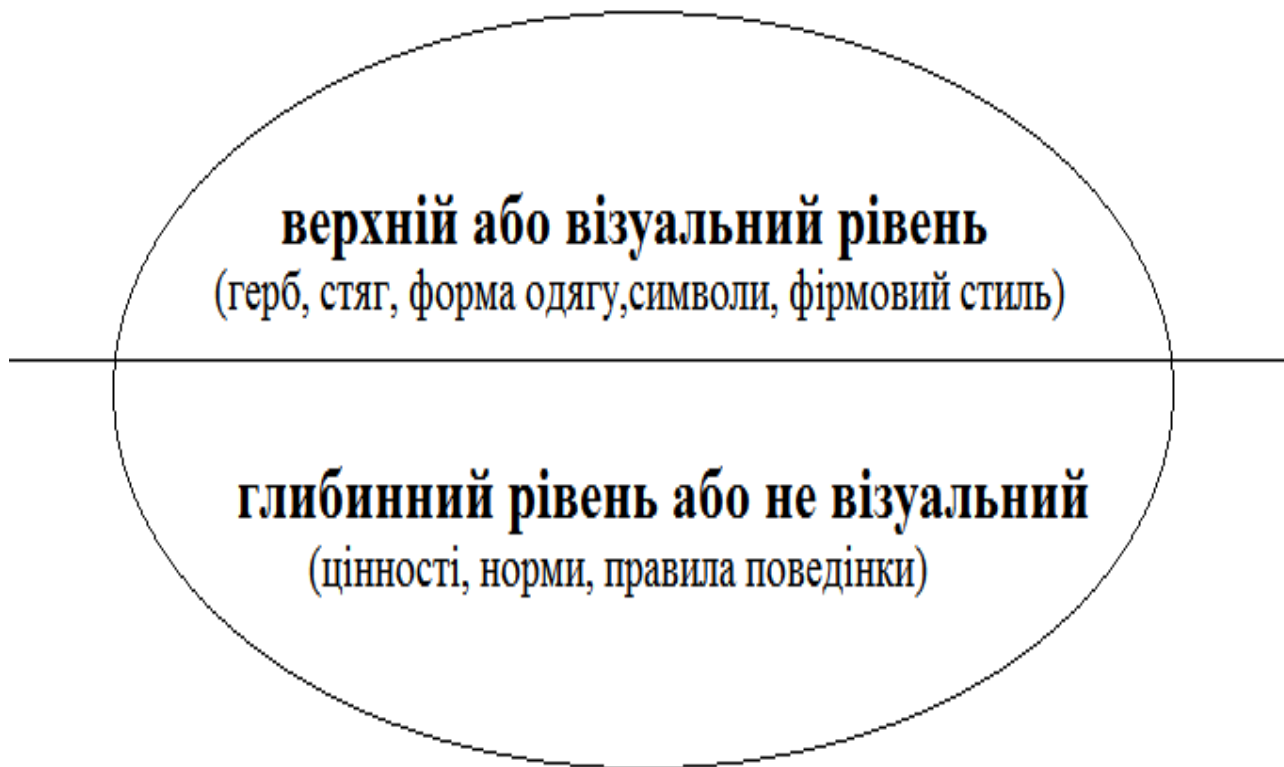 верхній або візуальний рівень
(герб, стяг, форма одягу,символи, фірмовий стиль)
глибинний рівень або не візуальний
(цінності, норми, правила поведінки)